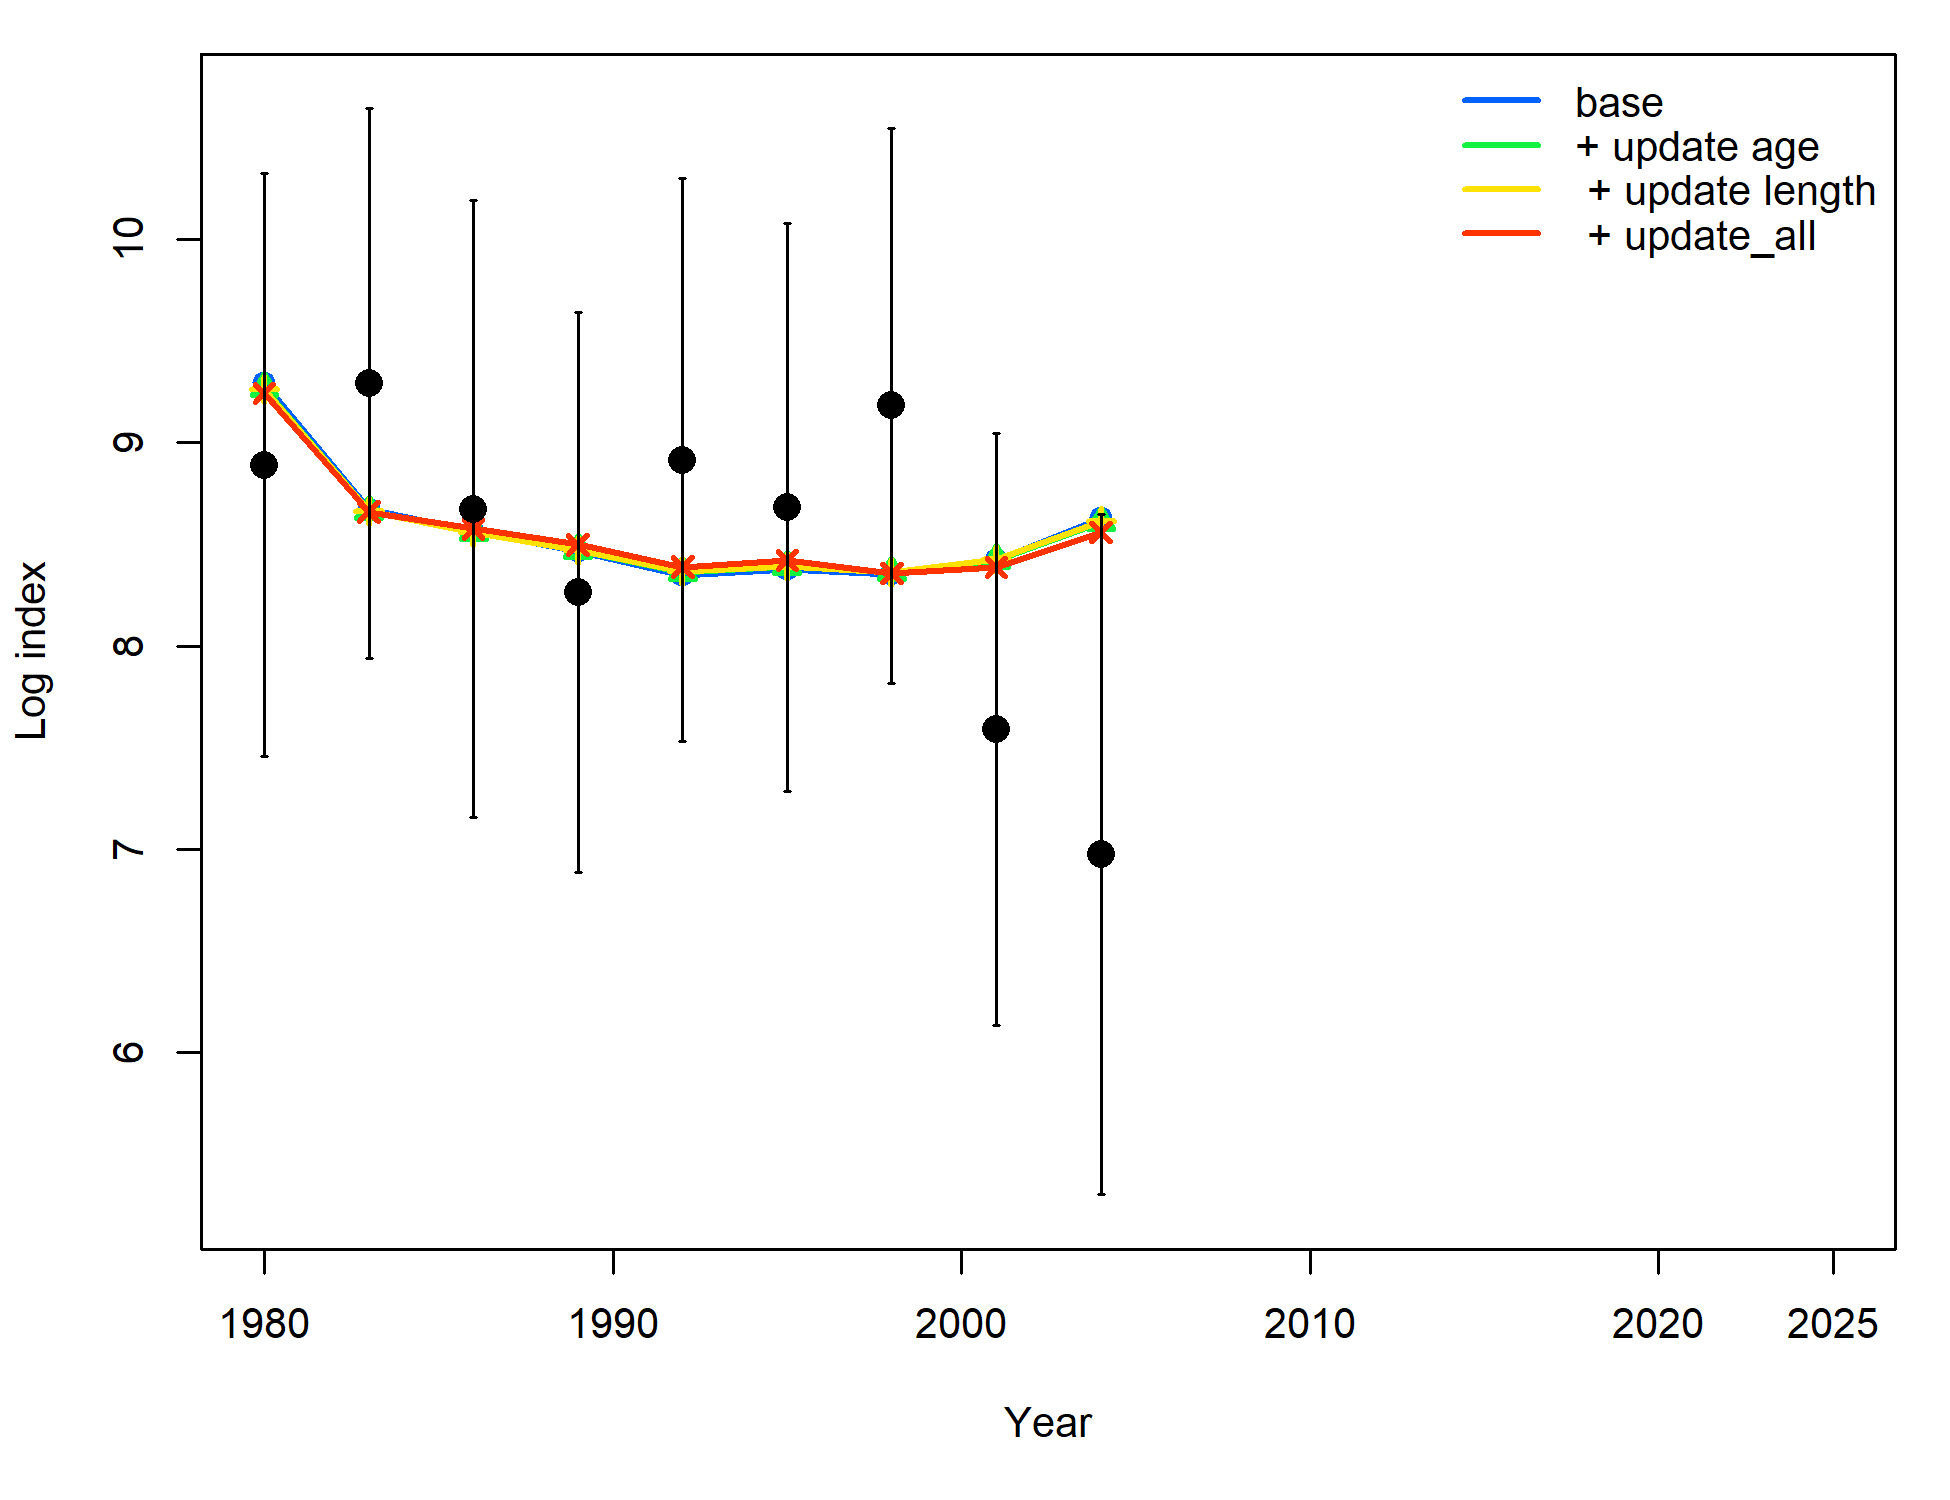 base
+ update age
+ update length
+ update_all
10
9
8
7
6
Log index
1980
1990
2000
2010
2020
2025
Year